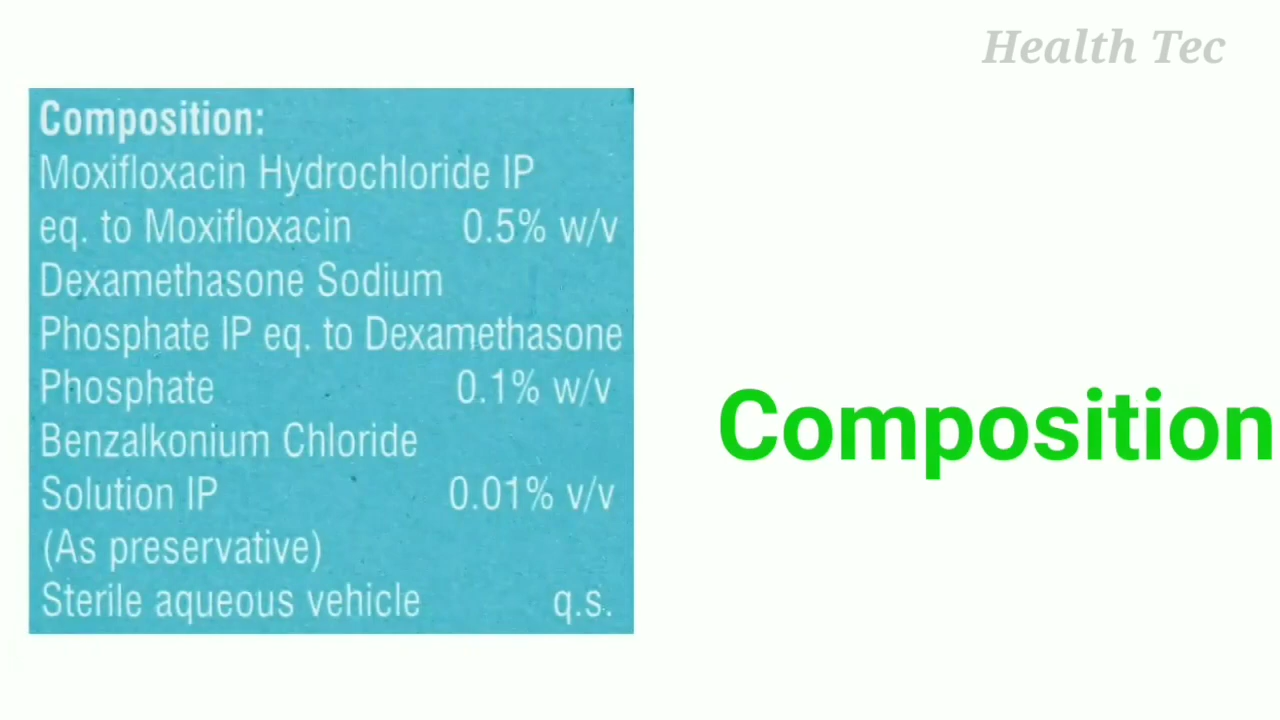 Health Tec
Composition:
Moxifloxacin Hydrochloride IP
eq. to Moxifloxacin 0.5% w/v
Dexamethasone Sodium
Phosphate IP eq. to Dexamethasone
Phosphate 0.1% w/v
Benzalkonium Chloride
Solution IP 0.01% v/v
(As preservative)
Sterile aqueous vehicle q.s.
Composition